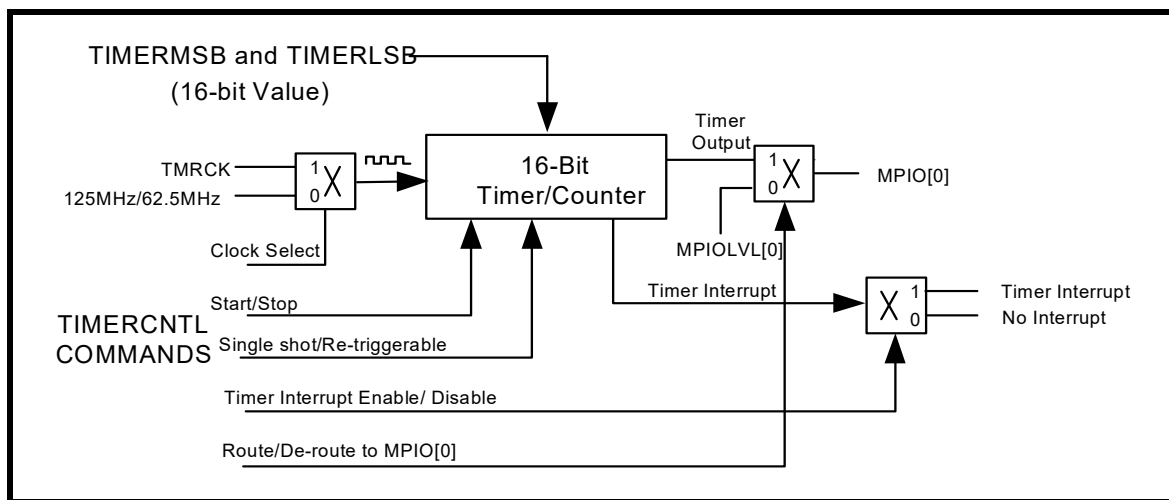 TIMERMSB and TIMERLSB
(16-bit Value)
Timer
Output
TMRCK
1
0
X
125MHz/62.5MHz
16-Bit
Timer/Counter
1
0
X
MPIO[0]
Clock Select
MPIOLVL[0]
Start/Stop
Timer Interrupt
X
1
0
Timer Interrupt
No Interrupt
TIMERCNTL
COMMANDS
Single shot/Re-triggerable
Timer Interrupt Enable/ Disable
Route/De-route to MPIO[0]